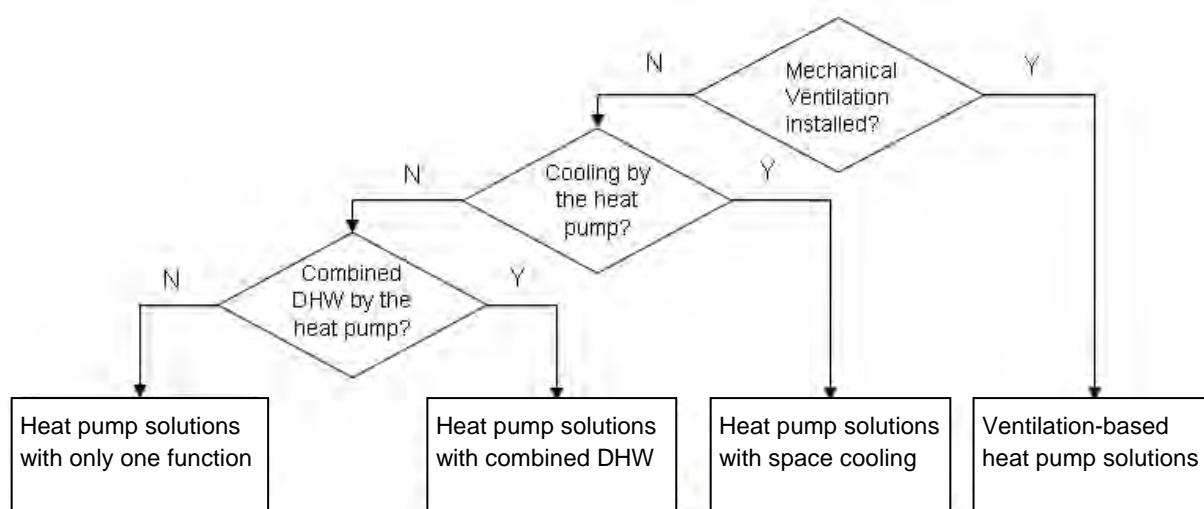 N
Mechanical
Ventilation
installed?
Y
N
Cooling by
the heat
pump?
Y
N
Combined
DHW by the
heat pump?
Y
Heat pump solutions
with only one function
Heat pump solutions
with combined DHW
Heat pump solutions
with space cooling
Ventilation-based
heat pump solutions